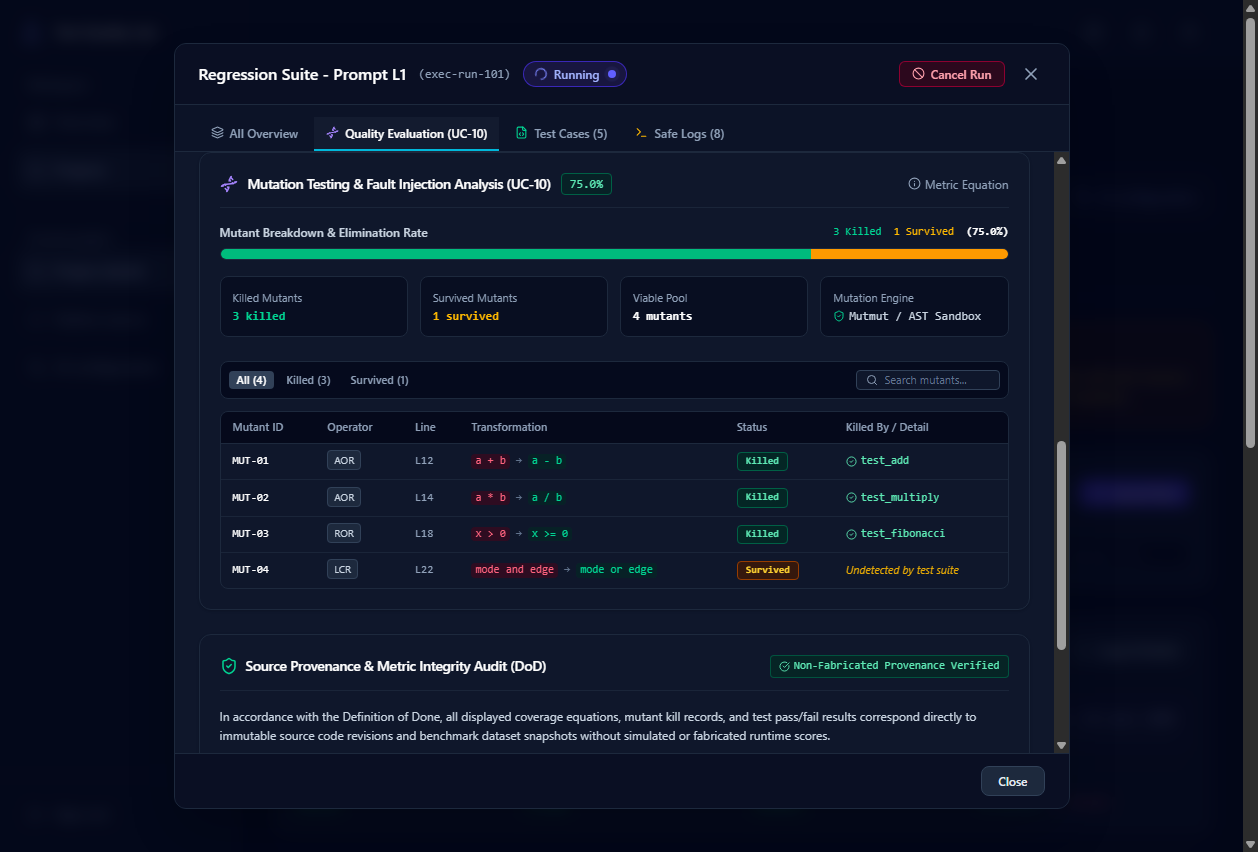 Regression Suite - Prompt L1 (exec-run-101) Running Cancel Run
All Overview Quality Evaluation (UC-10) Test Cases (5) Safe Logs (8)
Mutation Testing & Fault Injection Analysis (UC-10) 75.0% Metric Equation
Mutant Breakdown & Elimination Rate 3 Killed 1 Survived (75.0%)
Killed Mutants Survived Mutants Viable Pool Mutation Engine
3 killed 1 survived 4 mutants Mutmut / AST Sandbox
All (4) Killed (3) Survived (1) Search mutants...
Mutant ID Operator Line Transformation Status Killed By / Detail
MUT-01 AOR L12 a + b → a - b Killed test_add
MUT-02 AOR L14 a * b → a / b Killed test_multiply
MUT-03 ROR L18 x > 0 → x >= 0 Killed test_fibonacci
MUT-04 LCR L22 mode and edge → mode or edge Survived Undetected by test suite
Source Provenance & Metric Integrity Audit (DoD) Non-Fabricated Provenance Verified
In accordance with the Definition of Done, all displayed coverage equations, mutant kill records, and test pass/fail results correspond directly to
immutable source code revisions and benchmark dataset snapshots without simulated or fabricated runtime scores.
Close